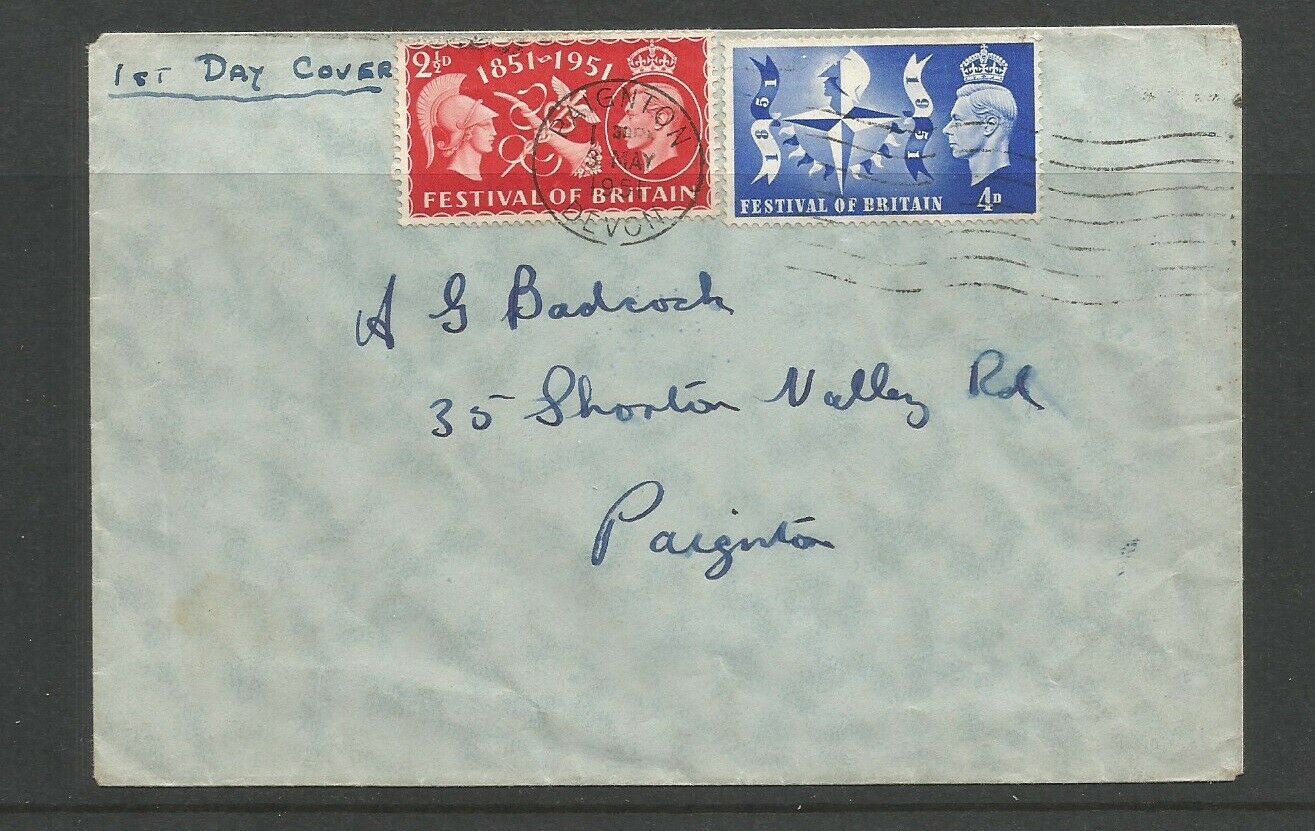 1ST DAY COVER
2½D
1851-1951
FESTIVAL OF BRITAIN
1851
1951
FESTIVAL OF BRITAIN 4D
PAIGNTON
3 MAY
1951
DEVON
A G Badcock
35 Shorton Valley Rd
Paignton